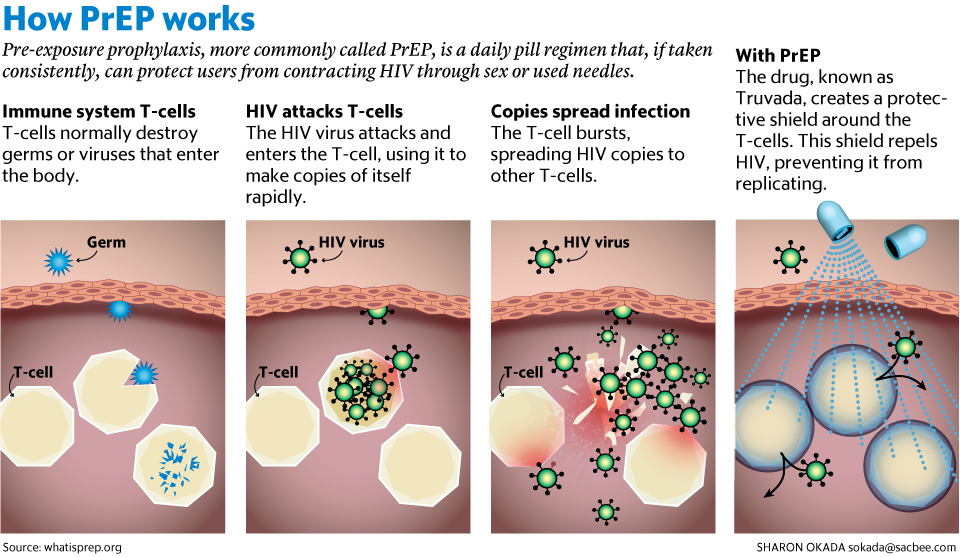 How PrEP works
Pre-exposure prophylaxis, more commonly called PrEP, is a daily pill regimen that, if taken
consistently, can protect users from contracting HIV through sex or used needles.
Immune system T-cells
T-cells normally destroy
germs or viruses that enter
the body.
HIV attacks T-cells
The HIV virus attacks and
enters the T-cell, using it to
make copies of itself
rapidly.
Copies spread infection
The T-cell bursts,
spreading HIV copies to
other T-cells.
With PrEP
The drug, known as
Truvada, creates a protec-
tive shield around the
T-cells. This shield repels
HIV, preventing it from
replicating.
Germ
T-cell
HIV virus
T-cell
HIV virus
T-cell
Source: whatisprep.org
SHARON OKADA sokada@sacbee.com